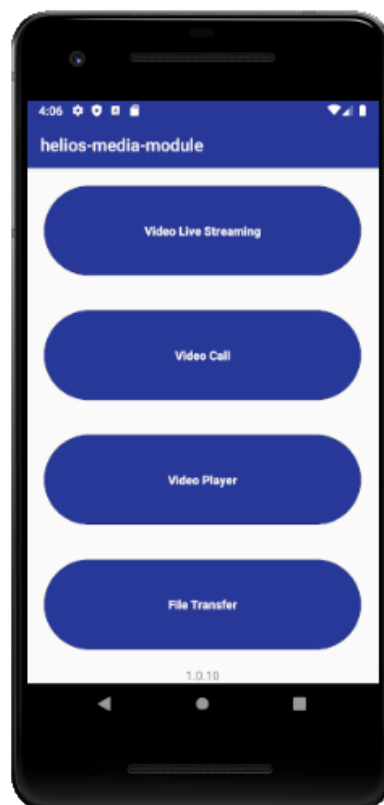 4:06
helios-media-module
Video Live Streaming
Video Call
Video Player
File Transfer
1.0.10